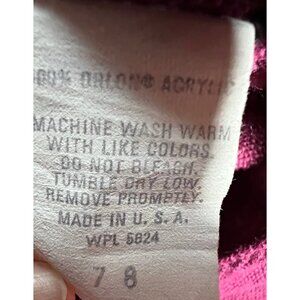 100% ORLON® ACRYLIC
MACHINE WASH WARM
WITH LIKE COLORS.
DO NOT BLEACH.
TUMBLE DRY LOW.
REMOVE PROMPTLY.
MADE IN U. S. A.
WPL 5824
7 8